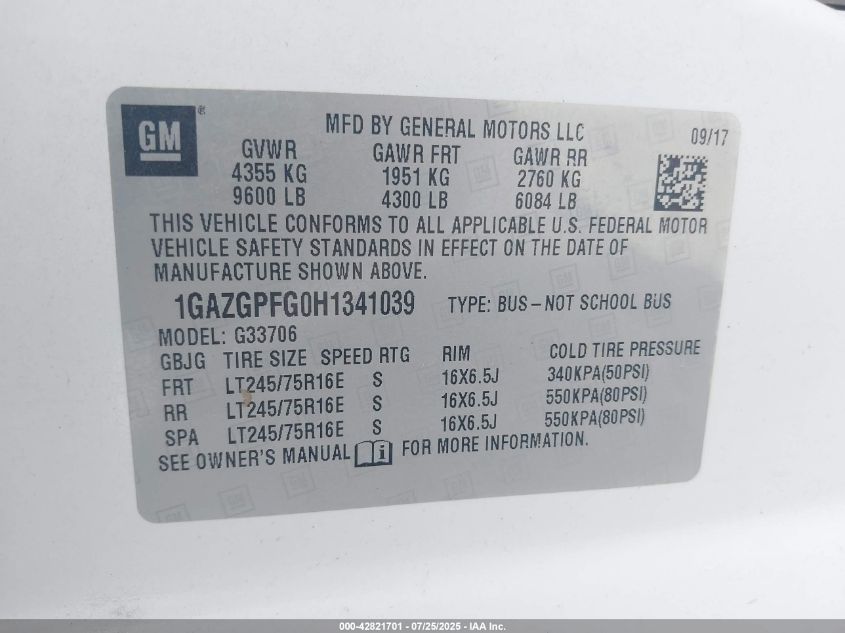 GM®
MFD BY GENERAL MOTORS LLC 09/17
GVWR GAWR FRT GAWR RR
4355 KG 1951 KG 2760 KG
9600 LB 4300 LB 6084 LB
THIS VEHICLE CONFORMS TO ALL APPLICABLE U.S. FEDERAL MOTOR
VEHICLE SAFETY STANDARDS IN EFFECT ON THE DATE OF
MANUFACTURE SHOWN ABOVE.
1GAZGPFG0H1341039 TYPE: BUS–NOT SCHOOL BUS
MODEL: G33706
GBJG TIRE SIZE SPEED RTG RIM COLD TIRE PRESSURE
FRT LT245/75R16E S 16X6.5J 340KPA(50PSI)
RR LT245/75R16E S 16X6.5J 550KPA(80PSI)
SPA LT245/75R16E S 16X6.5J 550KPA(80PSI)
SEE OWNER'S MANUAL i FOR MORE INFORMATION.
000-42821701 - 07/25/2025 - IAA Inc.